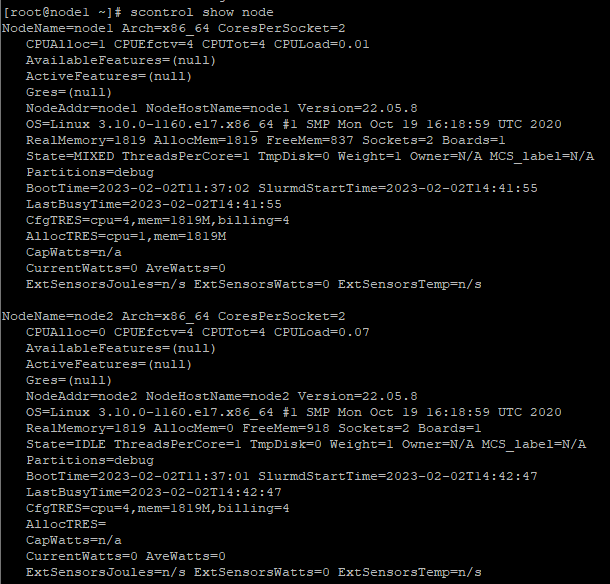 [root@node1 ~]# scontrol show node
NodeName=node1 Arch=x86_64 CoresPerSocket=2
CPUAlloc=1 CPUEfctv=4 CPUTot=4 CPULoad=0.01
AvailableFeatures=(null)
ActiveFeatures=(null)
Gres=(null)
NodeAddr=node1 NodeHostName=node1 Version=22.05.8
OS=Linux 3.10.0-1160.el7.x86_64 #1 SMP Mon Oct 19 16:18:59 UTC 2020
RealMemory=1819 AllocMem=1819 FreeMem=837 Sockets=2 Boards=1
State=MIXED ThreadsPerCore=1 TmpDisk=0 Weight=1 Owner=N/A MCS_label=N/A
Partitions=debug
BootTime=2023-02-02T11:37:02 SlurmdStartTime=2023-02-02T14:41:55
LastBusyTime=2023-02-02T14:41:55
CfgTRES=cpu=4,mem=1819M,billing=4
AllocTRES=cpu=1,mem=1819M
CapWatts=n/a
CurrentWatts=0 AveWatts=0
ExtSensorsJoules=n/s ExtSensorsWatts=0 ExtSensorsTemp=n/s
NodeName=node2 Arch=x86_64 CoresPerSocket=2
CPUAlloc=0 CPUEfctv=4 CPUTot=4 CPULoad=0.07
AvailableFeatures=(null)
ActiveFeatures=(null)
Gres=(null)
NodeAddr=node2 NodeHostName=node2 Version=22.05.8
OS=Linux 3.10.0-1160.el7.x86_64 #1 SMP Mon Oct 19 16:18:59 UTC 2020
RealMemory=1819 AllocMem=0 FreeMem=918 Sockets=2 Boards=1
State=IDLE ThreadsPerCore=1 TmpDisk=0 Weight=1 Owner=N/A MCS_label=N/A
Partitions=debug
BootTime=2023-02-02T11:37:01 SlurmdStartTime=2023-02-02T14:42:47
LastBusyTime=2023-02-02T14:42:47
CfgTRES=cpu=4,mem=1819M,billing=4
AllocTRES=
CapWatts=n/a
CurrentWatts=0 AveWatts=0
ExtSensorsJoules=n/s ExtSensorsWatts=0 ExtSensorsTemp=n/s